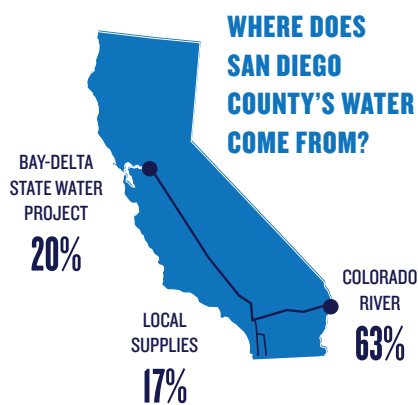 WHERE DOES
SAN DIEGO
COUNTY'S WATER
COME FROM?
BAY-DELTA
STATE WATER
PROJECT
20%
COLORADO
RIVER
63%
LOCAL
SUPPLIES
17%